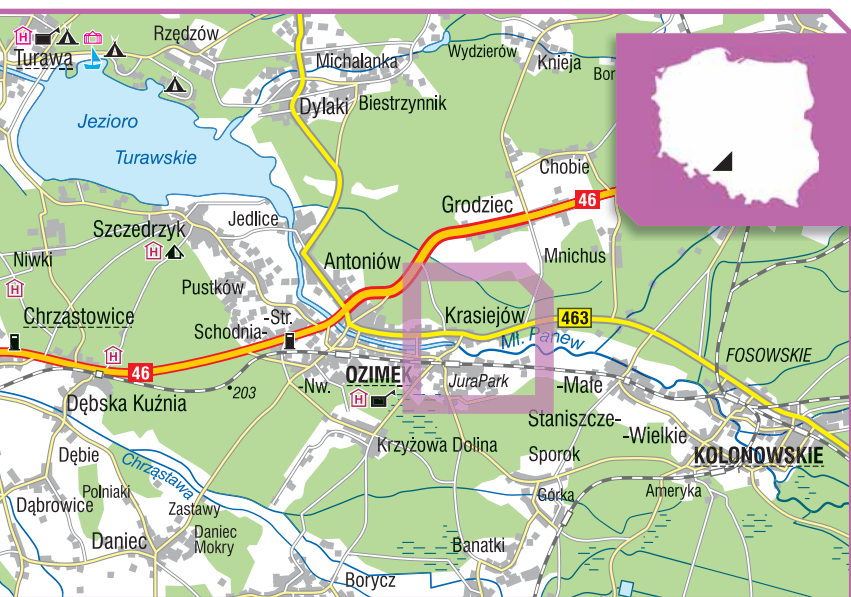 Rzędzów
Turawa
Michalanka
Wydzierów
Knieja
Bor
Dylaki
Biestrzynnik
Jezioro
Turawskie
Chobie
Grodziec
46
Szczedrzyk
Jedlice
Mnichus
Niwki
Antoniów
Pustków
Chrząstowice
-Str.
Schodnia-
Krasiejów
463
Mł. Panew
FOSOWSKIE
46
OZIMEK
-Nw.
JuraPark
-Małe
203
Dębska Kuźnia
Staniszcze-
-Wielkie
Krzyżowa Dolina
Sporok
KOLONOWSKIE
Dębie
Chrząstawa
Polniaki
Górka
Ameryka
Dąbrowice
Zastawy
Daniec
Daniec
Mokry
Banatki
Borycz
H
H
H
H
H